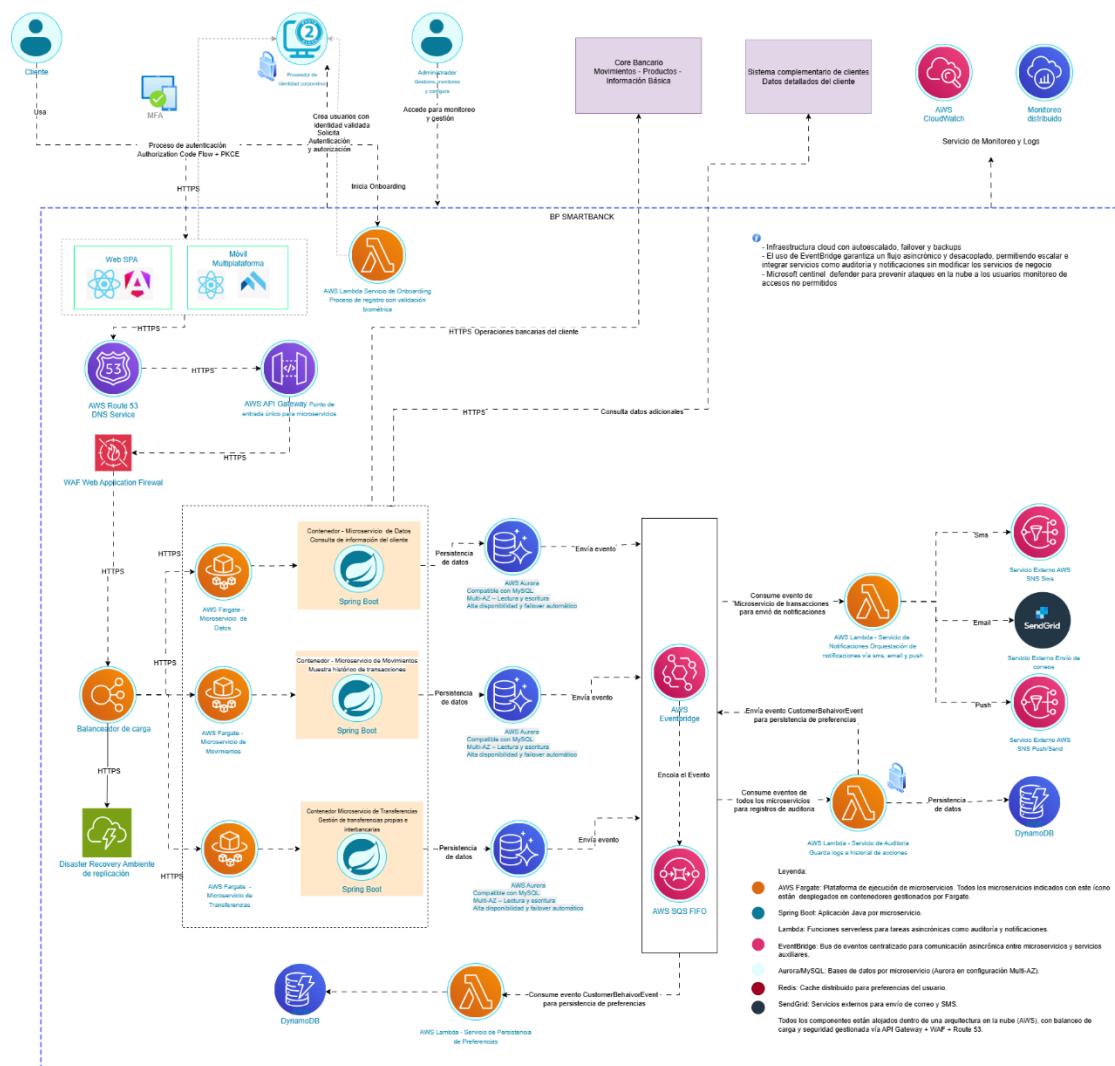 Cliente
Usa
MFA
Proceso de autenticación
Authorization Code Flow + PKCE
HTTPS
2
Proveedor de
identidad corporativo
Crea usuarios con
identidad validada
Solicita
Autenticación
y autorización
Inicia Onboarding
Administrador
Gestiona, monitorea
y configura
Accede para monitoreo
y gestión
Core Bancario
Movimientos - Productos -
Información Básica
Sistema complementario de clientes
Datos detallados del cliente
AWS
CloudWatch
Monitoreo
distribuido
Servicio de Monitoreo y Logs
BP SMARTBANCK
- Infraestructura cloud con autoescalado, failover y backups
- El uso de EventBridge garantiza un flujo asincrónico y desacoplado, permitiendo escalar e
integrar servicios como auditoría y notificaciones sin modificar los servicios de negocio
- Microsoft centinel defender para prevenir ataques en la nube a los usuarios monitoreo de
accesos no permitidos
Web SPA
Móvil
Multiplataforma
AWS Lambda Servicio de Onboarding
Proceso de registro con validación
biométrica
HTTPS
HTTPS Operaciones bancarias del cliente
53
AWS Route 53
DNS Service
HTTPS
AWS API Gateway Punto de
entrada único para microservicios
HTTPS
Consulta datos adicionales
HTTPS
WAF Web Application Firewal
HTTPS
HTTPS
HTTPS
AWS Fargate -
Microservicio de
Datos
Contenedor - Microservicio de Datos
Consulta de información del cliente
Spring Boot
Persistencia
de datos
AWS Aurora
Compatible con MySQL
Multi-AZ – Lectura y escritura
Alta disponibilidad y failover automático
Envía evento
Balanceador de carga
HTTPS
AWS Fargate -
Microservicio de
Movimientos
Contenedor - Microservicio de Movimientos
Muestra histórico de transacciones
Spring Boot
Persistencia
de datos
AWS Aurora
Compatible con MySQL
Multi-AZ – Lectura y escritura
Alta disponibilidad y failover automático
Envía evento
HTTPS
Disaster Recovery Ambiente
de replicación
HTTPS
AWS Fargate -
Microservicio de
Transferencias
Contenedor Microservicio de Transferencias
Gestión de transferencias propias e
interbancarias
Spring Boot
Persistencia
de datos
AWS Aurora
Compatible con MySQL
Multi-AZ – Lectura y escritura
Alta disponibilidad y failover automático
Envía evento
AWS
Eventbridge
Encola el Evento
AWS SQS FIFO
Consume evento de
Microservicio de transacciones
para envió de notificaciones
AWS Lambda - Servicio de
Notificaciones Orquestación de
notificaciones vía sms, email y push
Sms
Servicio Externo AWS
SNS Sms
Email
SendGrid
Servicio Externo Envío de
correos
Push
Servicio Externo AWS
SNS Push/Send
Envía evento CustomerBehaivorEvent
para persistencia de preferencias
Consume eventos de
todos los microservicios
para registros de auditoria
AWS Lambda - Servicio de Auditoría
Guarda logs e historial de acciones
Persistencia
de datos
DynamoDB
Consume evento CustomerBehaivorEvent
para persistencia de preferencias
AWS Lambda - Servicio de Persistencia
de Preferencias
DynamoDB
Leyenda:
AWS Fargate: Plataforma de ejecución de microservicios. Todos los microservicios indicados con este ícono
están desplegados en contenedores gestionados por Fargate.
Spring Boot: Aplicación Java por microservicio.
Lambda: Funciones serverless para tareas asincrónicas como auditoría y notificaciones.
EventBridge: Bus de eventos centralizado para comunicación asincrónica entre microservicios y servicios
auxiliares.
Aurora/MySQL: Bases de datos por microservicio (Aurora en configuración Multi-AZ).
Redis: Cache distribuido para preferencias del usuario.
SendGrid: Servicios externos para envío de correo y SMS.
Todos los componentes están alojados dentro de una arquitectura en la nube (AWS), con balanceo de
carga y seguridad gestionada vía API Gateway + WAF + Route 53.